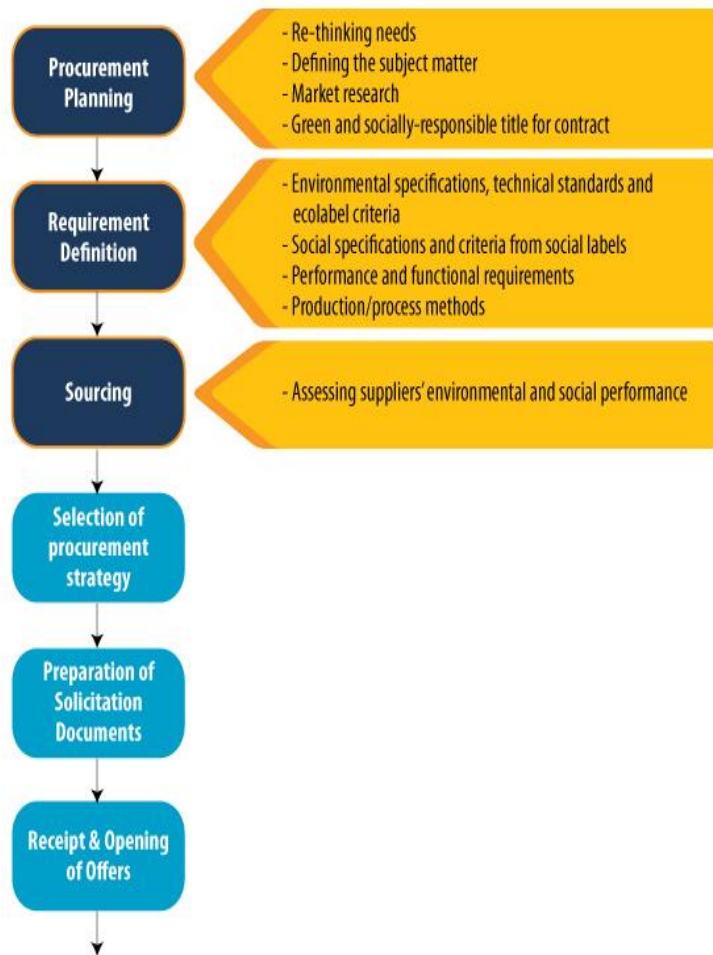 Procurement
Planning
- Re-thinking needs
- Defining the subject matter
- Market research
- Green and socially-responsible title for contract
Requirement
Definition
- Environmental specifications, technical standards and
ecolabel criteria
- Social specifications and criteria from social labels
- Performance and functional requirements
- Production/process methods
Sourcing
- Assessing suppliers' environmental and social performance
Selection of
procurement
strategy
Preparation of
Solicitation
Documents
Receipt & Opening
of Offers